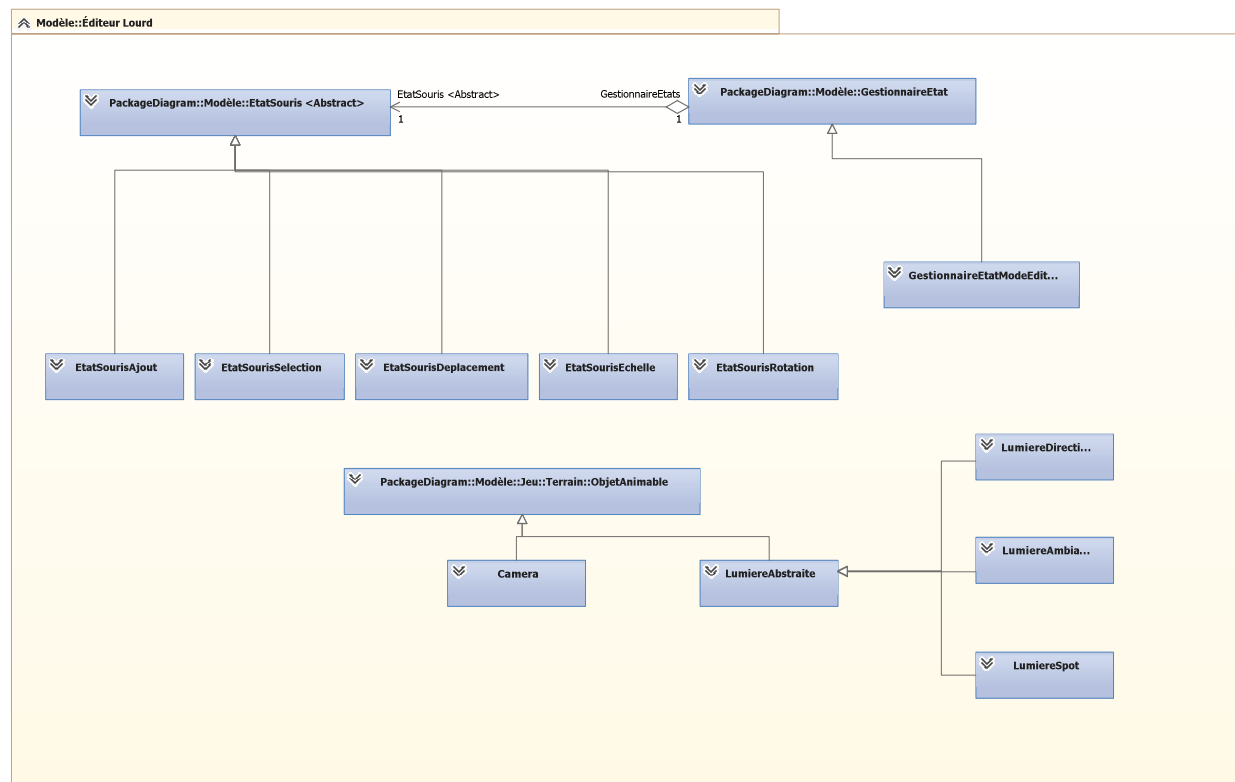 Modèle::Éditeur Lourd
PackageDiagram::Modèle::EtatSouris <Abstract>
EtatSouris <Abstract>
GestionnaireEtats
PackageDiagram::Modèle::GestionnaireEtat
1
1
GestionnaireEtatModeEdit...
EtatSourisAjout
EtatSourisSelection
EtatSourisDeplacement
EtatSourisEchelle
EtatSourisRotation
LumiereDirecti...
PackageDiagram::Modèle::Jeu::Terrain::ObjetAnimable
LumiereAmbia...
Camera
LumiereAbstraite
LumiereSpot